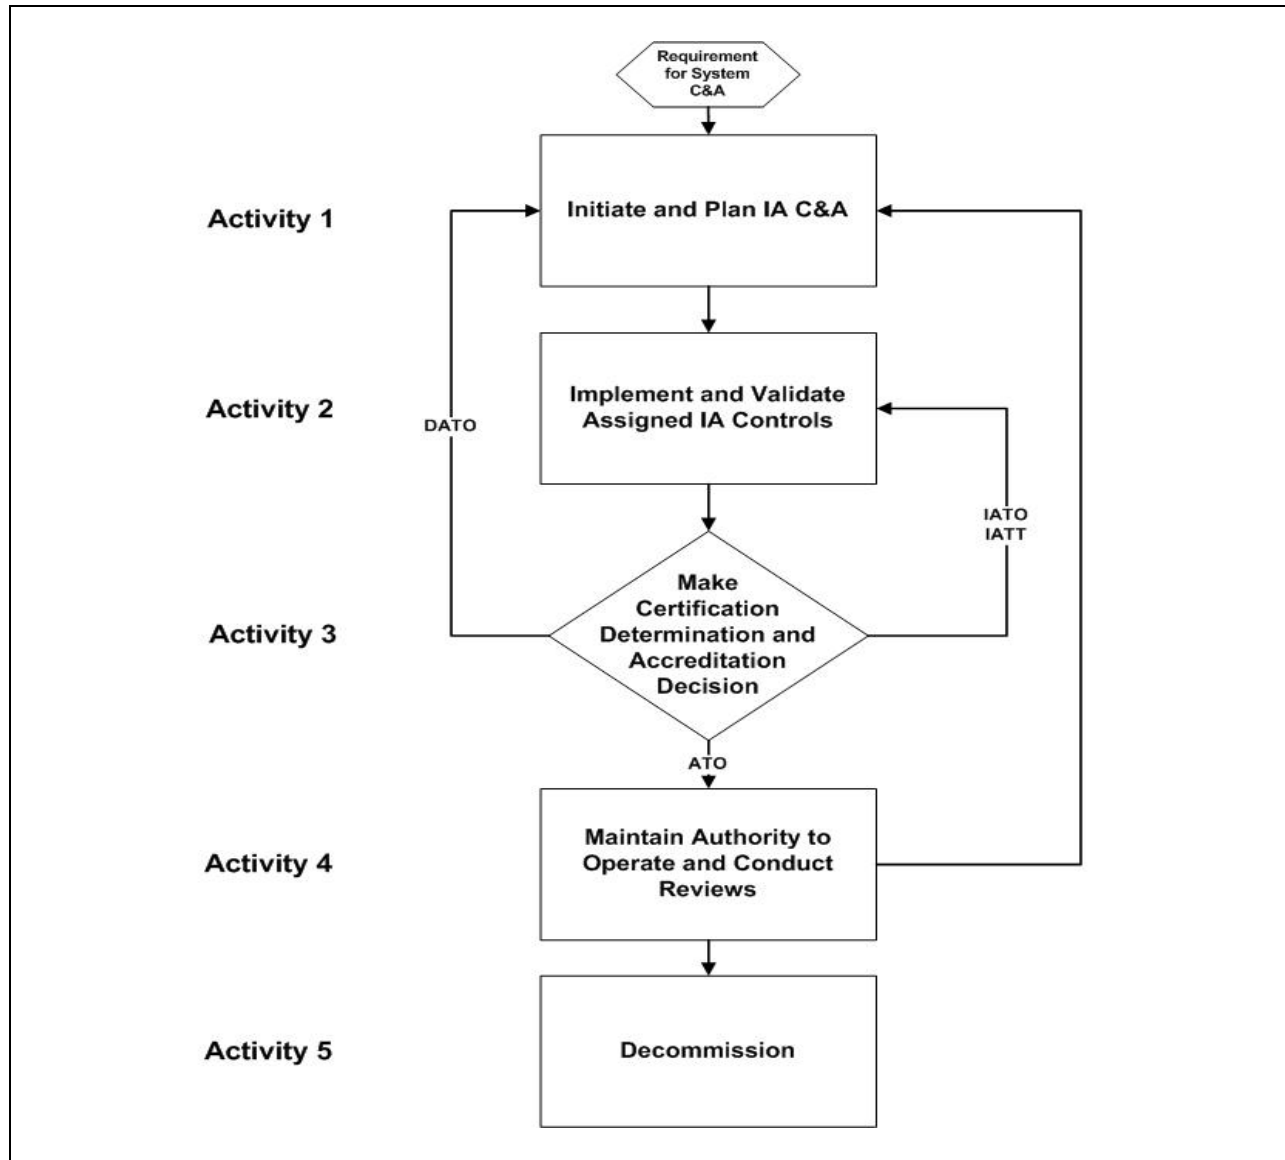 Requirement
for System
C&A
Activity 1
Initiate and Plan IA C&A
Activity 2
Implement and Validate
Assigned IA Controls
DATO
IATO
IATT
Activity 3
Make
Certification
Determination and
Accreditation
Decision
ATO
Activity 4
Maintain Authority to
Operate and Conduct
Reviews
Activity 5
Decommission